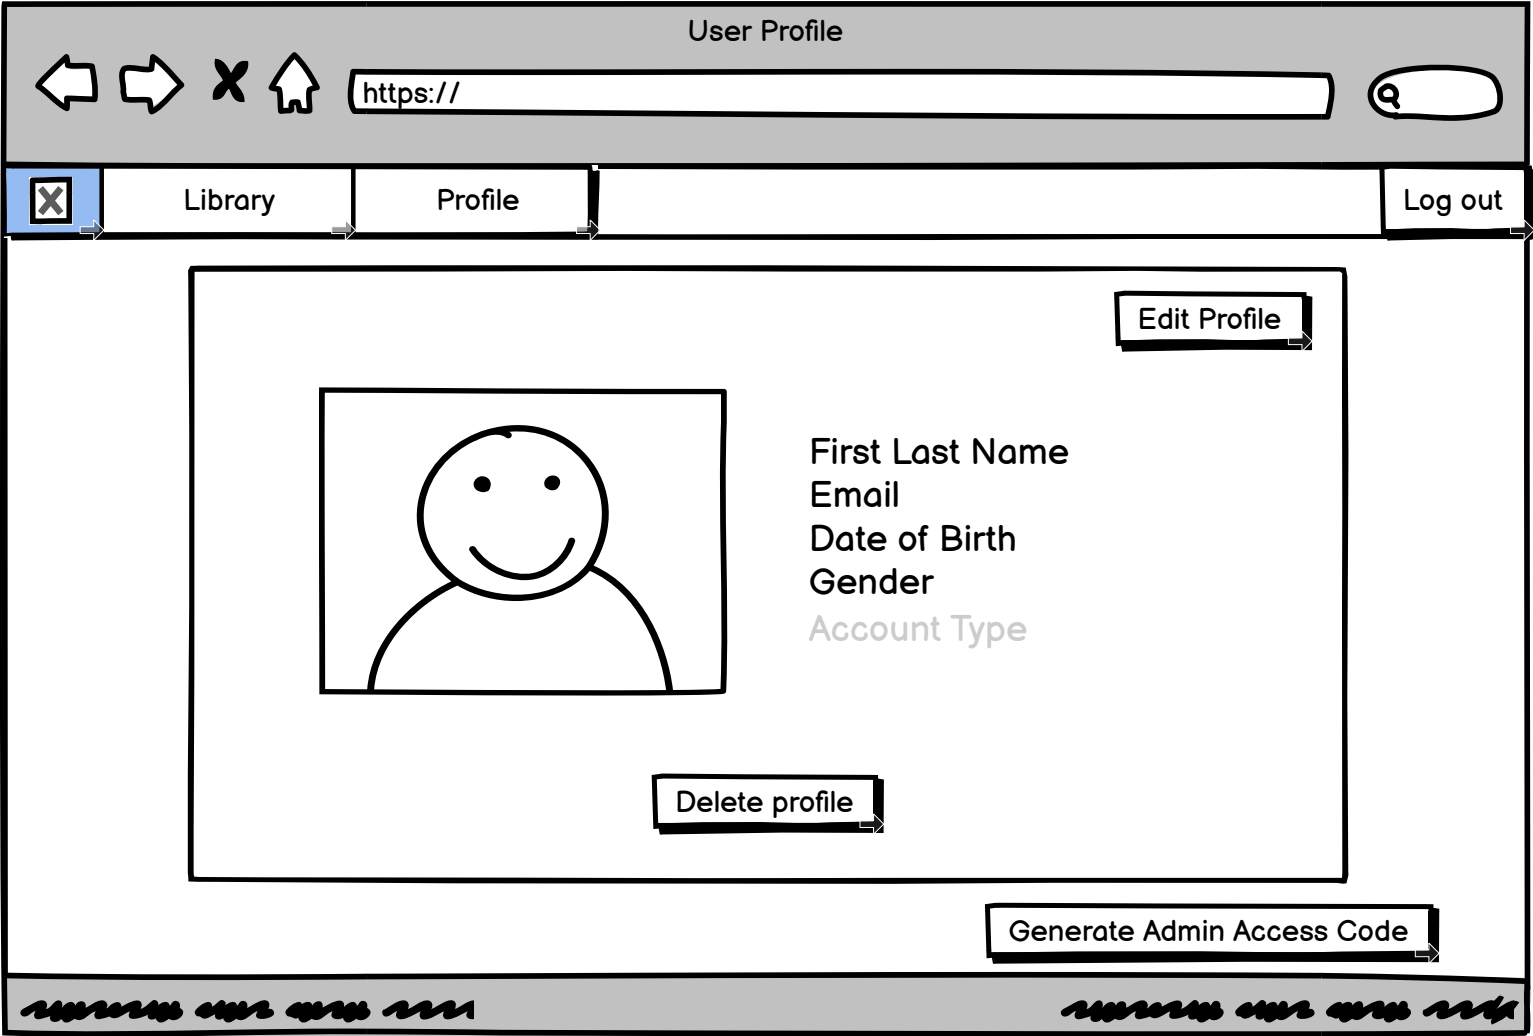 User Profile
https://
Library
Profile
Log out
Edit Profile
First Last Name
Email
Date of Birth
Gender
Account Type
Delete profile
Generate Admin Access Code